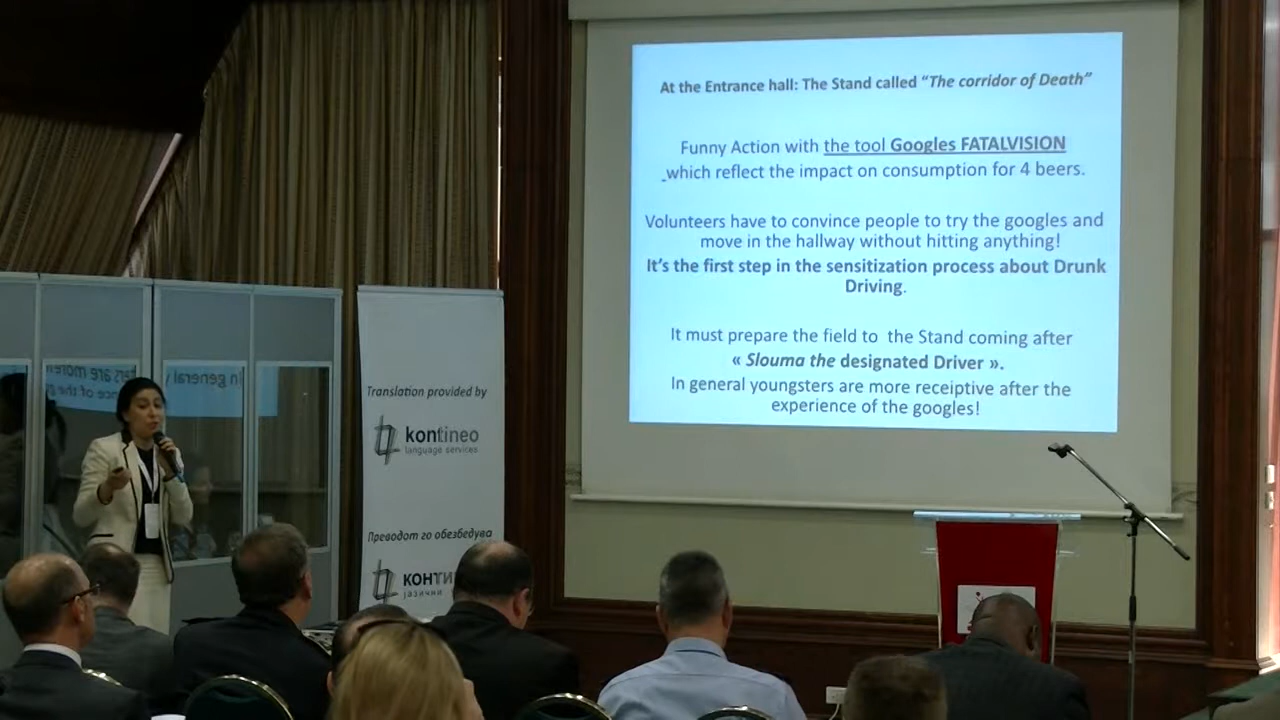 At the Entrance hall: The Stand called “The corridor of Death”
Funny Action with the tool Googles FATALVISION
which reflect the impact on consumption for 4 beers.
Volunteers have to convince people to try the googles and
move in the hallway without hitting anything!
It’s the first step in the sensitization process about Drunk
Driving.
It must prepare the field to the Stand coming after
« Slouma the designated Driver ».
In general youngsters are more receiptive after the
experience of the googles!
Translation provided by
kontineo
language services
Преводот го обезбедува
КОНТИ
јазични